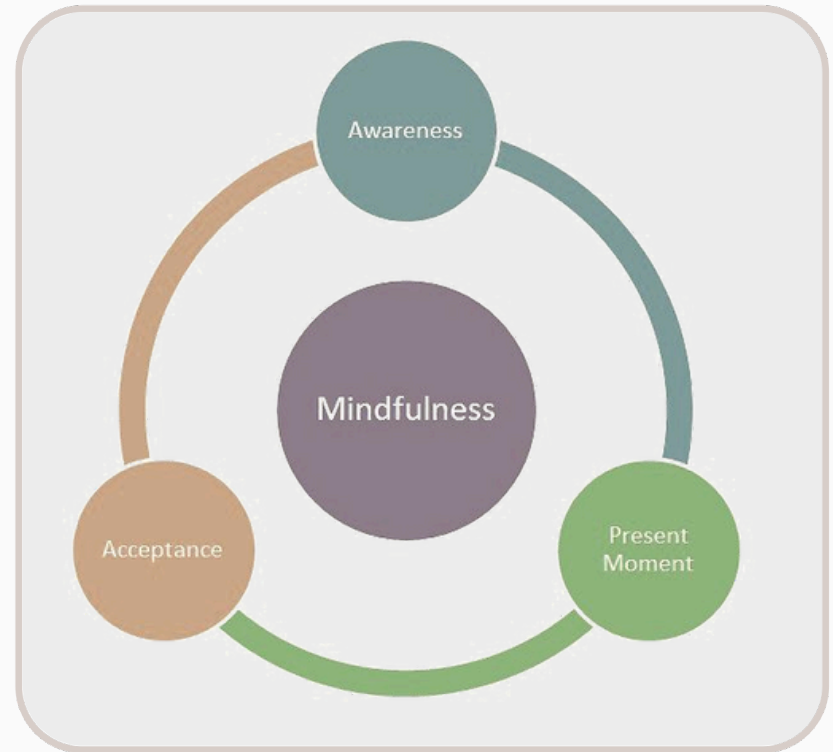 Awareness
Mindfulness
Acceptance
Present
Moment